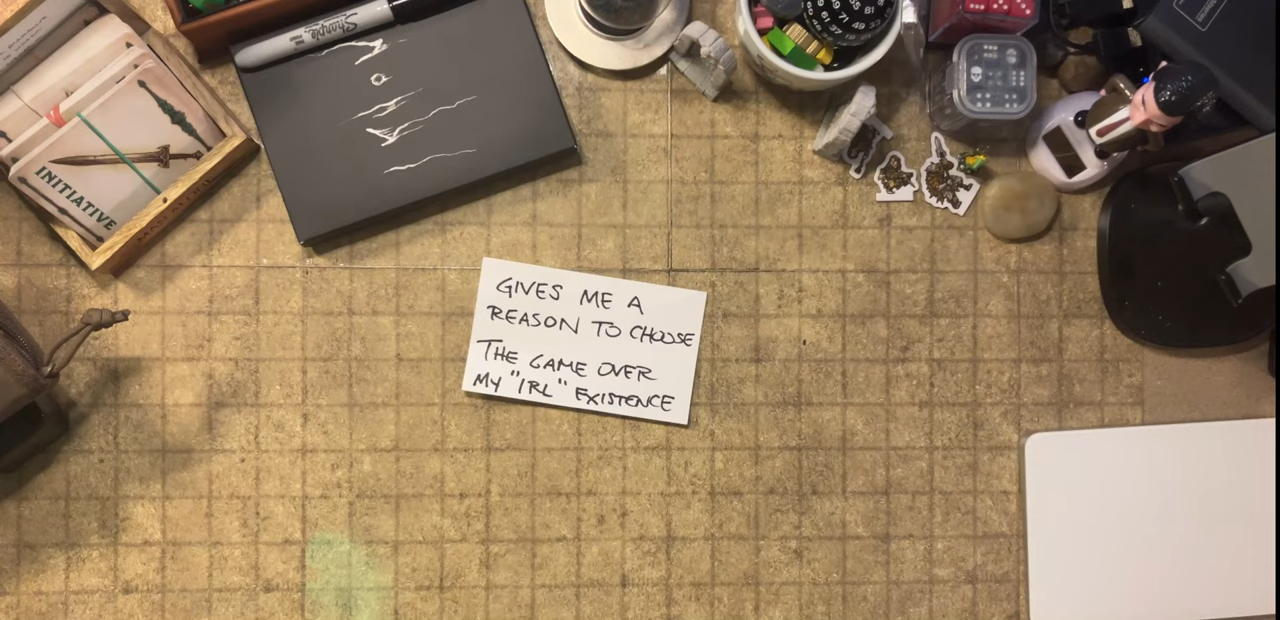 Sharpie
INITIATIVE
GIVES ME A
REASON TO CHOOSE
THE GAME OVER
MY "IRL" EXISTENCE